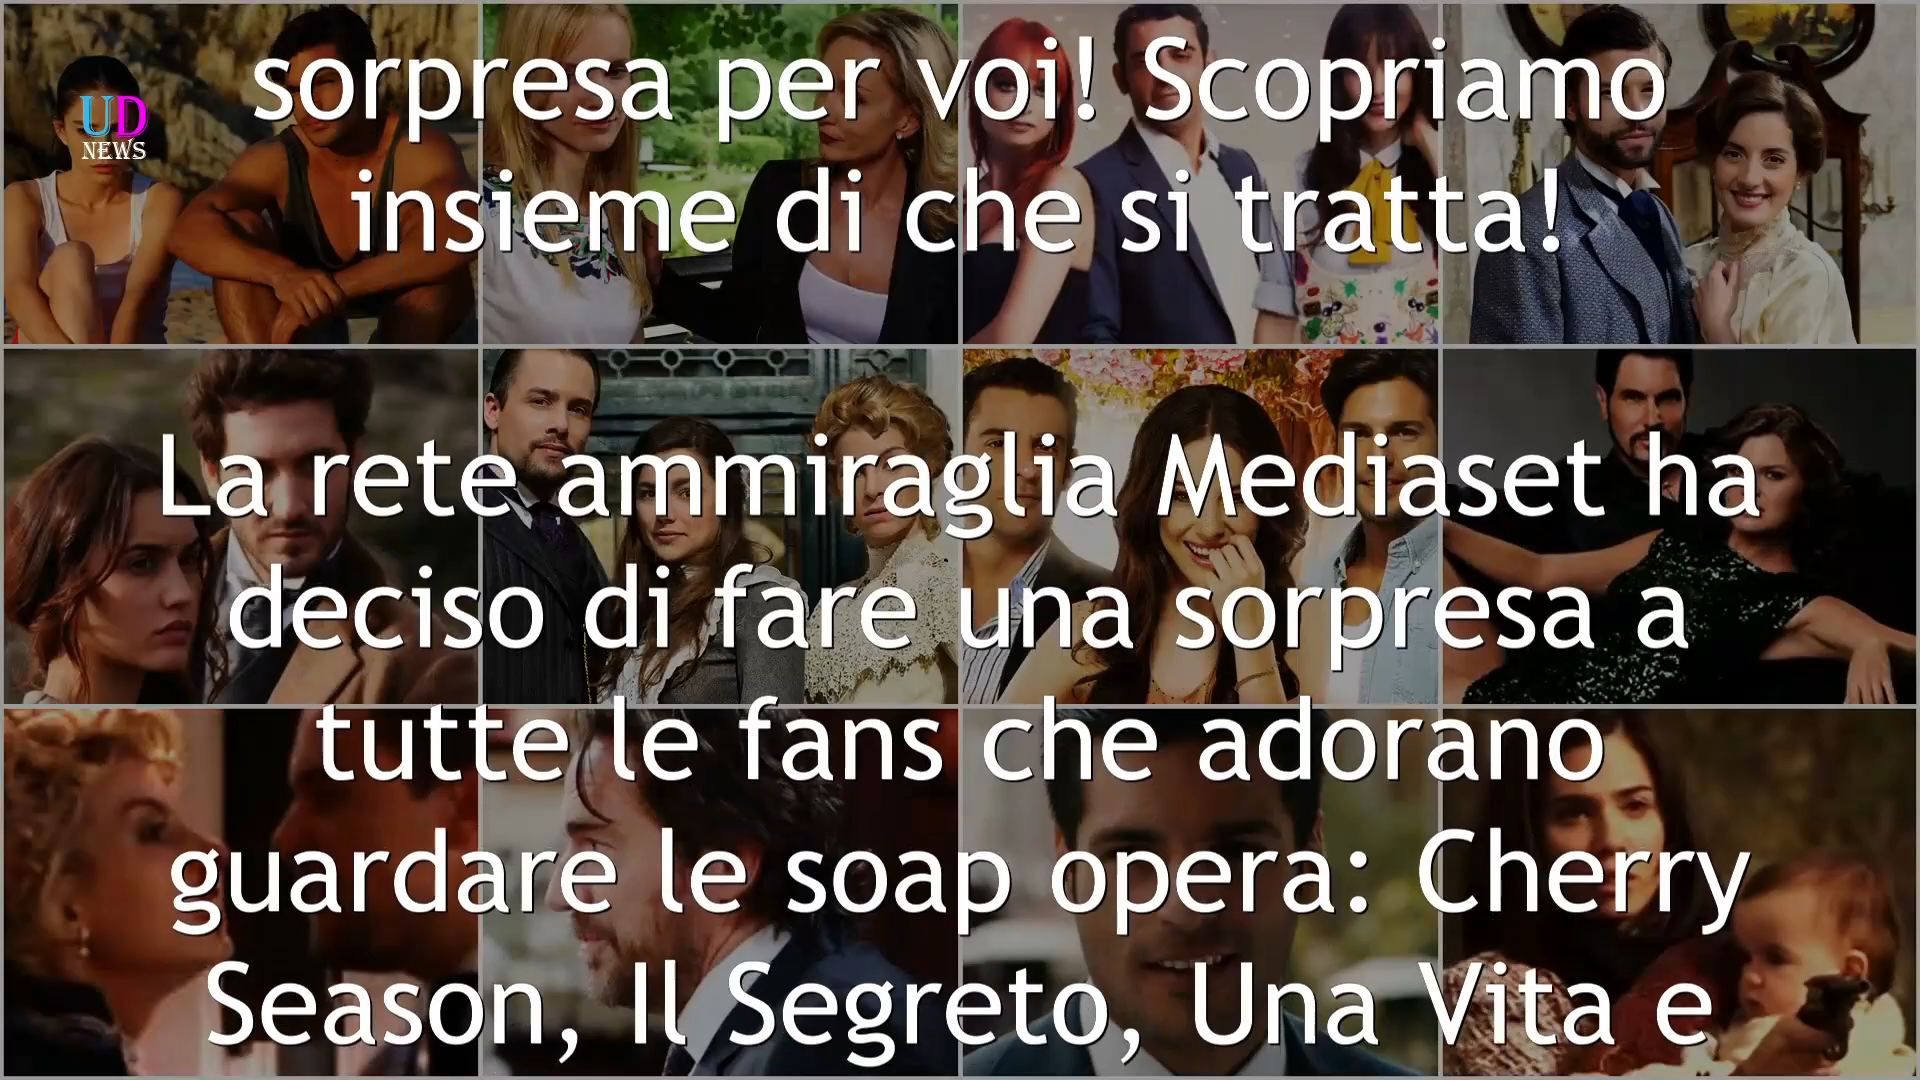 UD
NEWS
sorpresa per voi! Scopriamo
insieme di che si tratta!
La rete ammiraglia Mediaset ha
deciso di fare una sorpresa a
tutte le fans che adorano
guardare le soap opera: Cherry
Season, Il Segreto, Una Vita e